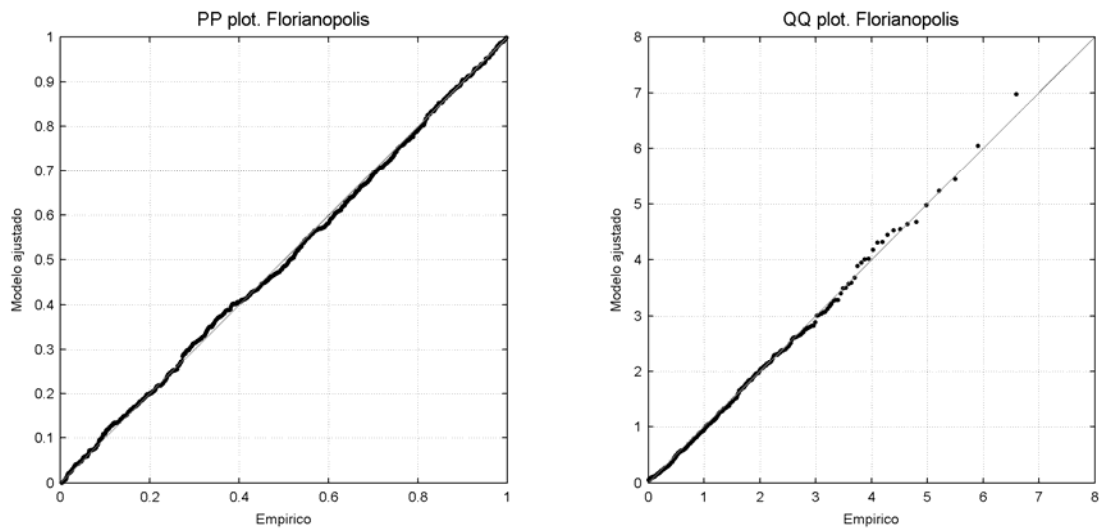 PP plot. Florianopolis
1
0.9
0.8
0.7
0.6
0.5
0.4
0.3
0.2
0.1
0
0 0.2 0.4 0.6 0.8 1
Modelo ajustado
Empirico
QQ plot. Florianopolis
8
7
6
5
4
3
2
1
0
0 1 2 3 4 5 6 7 8
Modelo ajustado
Empirico